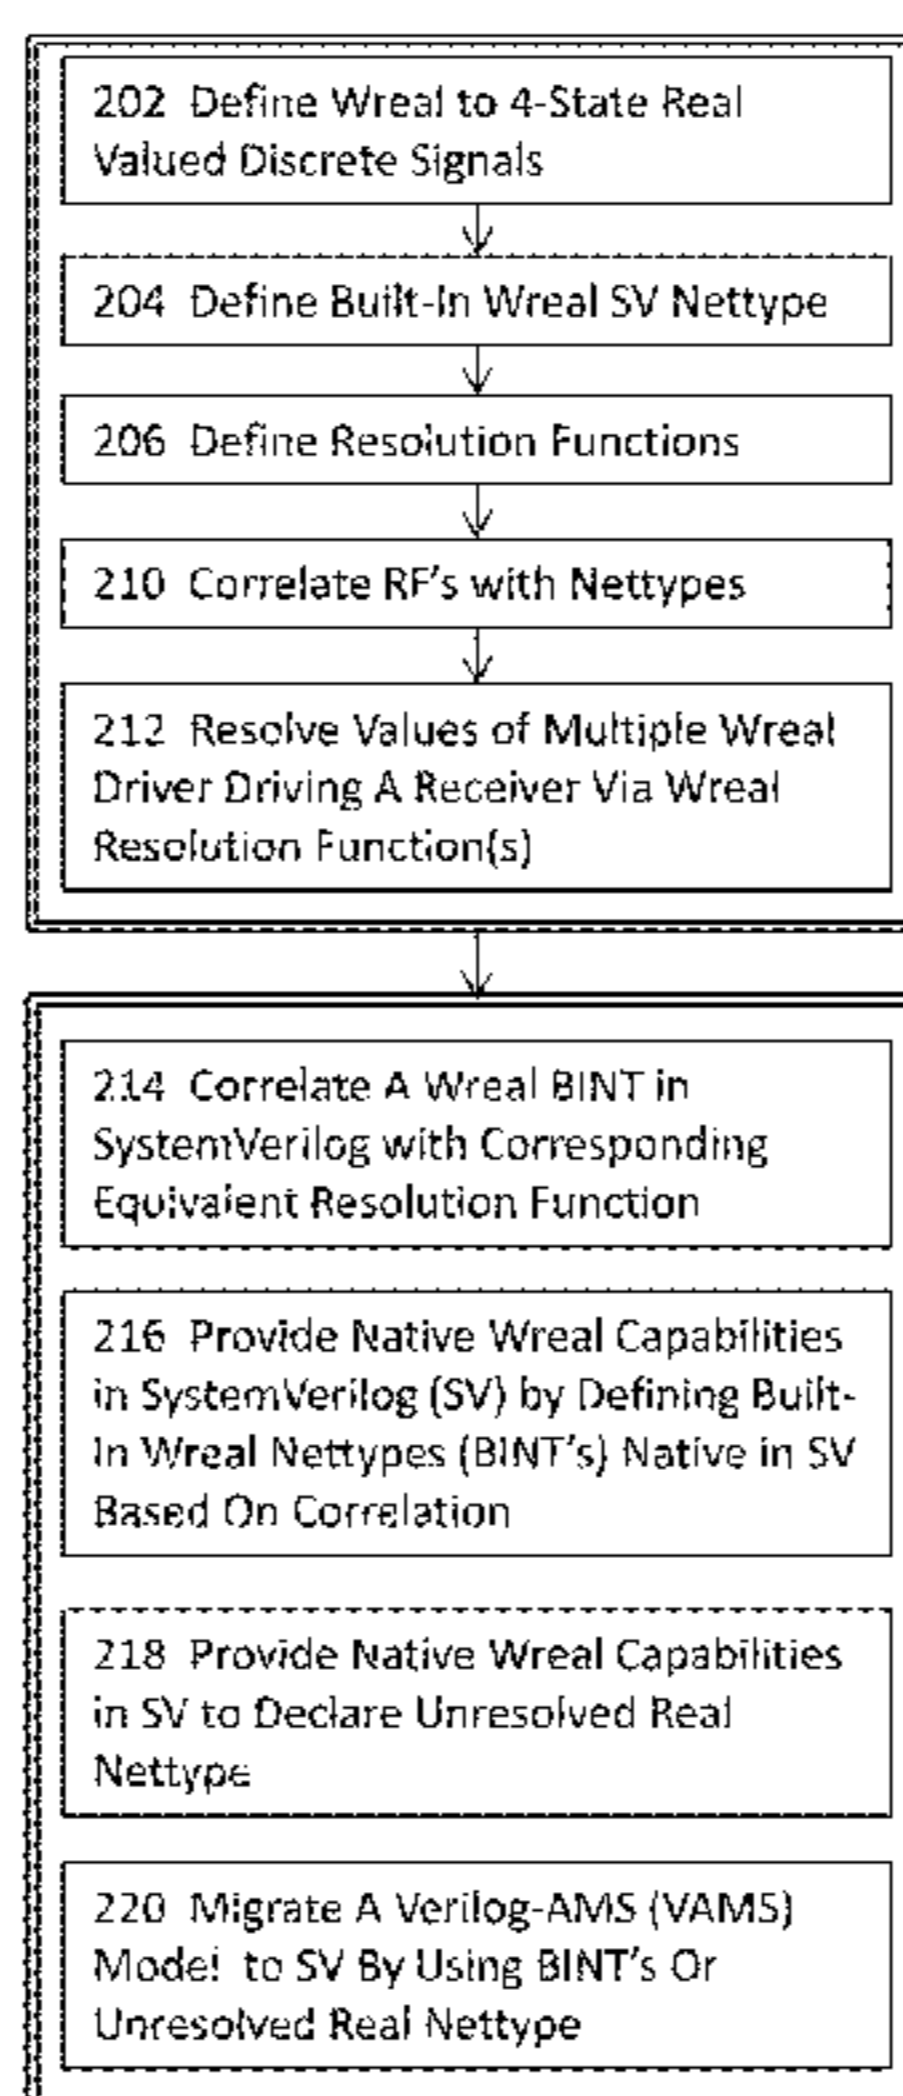 202 Define Wreal to 4-State Real
Valued Discrete Signals
204 Define Built-In Wreal SV Nettype
206 Define Resolution Functions
210 Correlate RF's with Nettypes
212 Resolve Values of Multiple Wreal
Driver Driving A Receiver Via Wreal
Resolution Function(s)
214 Correlate A Wreal BINT in
SystemVerilog with Corresponding
Equivalent Resolution Function
216 Provide Native Wreal Capabilities
in SystemVerilog (SV) by Defining Built-
In Wreal Nettypes (BINT's) Native in SV
Based On Correlation
218 Provide Native Wreal Capabilities
in SV to Declare Unresolved Real
Nettype
220 Migrate A Verilog-AMS (VAMS)
Model to SV By Using BINT's Or
Unresolved Real Nettype